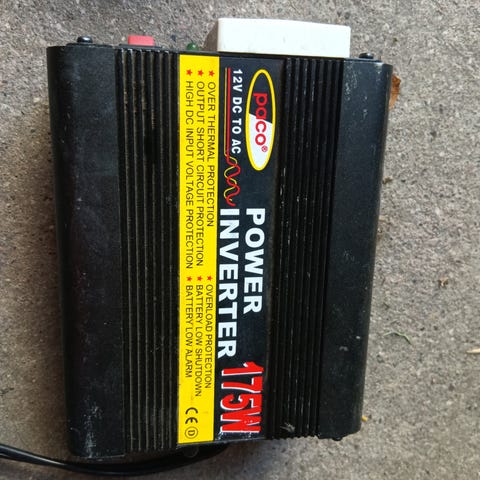 paco®
12V DC TO AC
POWER
INVERTER 175W
★ OVER THERMAL PROTECTION
★ OUTPUT SHORT CIRCUIT PROTECTION
★ HIGH DC INPUT VOLTAGE PROTECTION
★ OVERLOAD PROTECTION
★ BATTERY LOW SHUTDOWN
★ BATTERY LOW ALARM
CE D